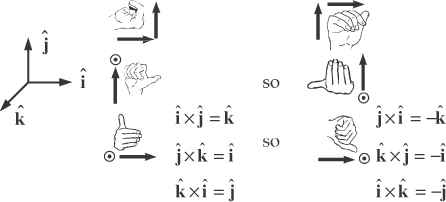 ĵ
î
k̂
so
î × ĵ = k̂
ĵ × î = –k̂
so
ĵ × k̂ = î
k̂ × ĵ = –î
k̂ × î = ĵ
î × k̂ = –ĵ